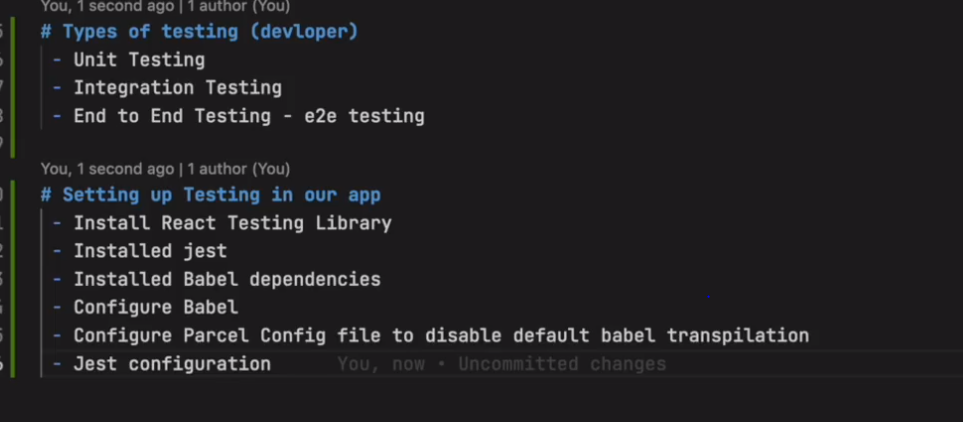 You, 1 second ago | 1 author (You)
# Types of testing (devloper)
- Unit Testing
- Integration Testing
- End to End Testing - e2e testing
You, 1 second ago | 1 author (You)
# Setting up Testing in our app
- Install React Testing Library
- Installed jest
- Installed Babel dependencies
- Configure Babel
- Configure Parcel Config file to disable default babel transpilation
- Jest configuration You, now • Uncommitted changes